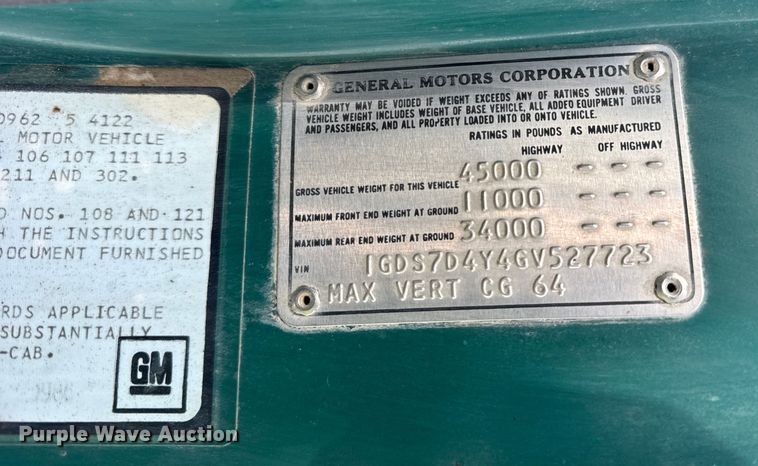 0962 5 4122
MOTOR VEHICLE
106 107 111 113
211 AND 302.
D NOS. 108 AND 121
H THE INSTRUCTIONS
DOCUMENT FURNISHED
RDS APPLICABLE
SUBSTANTIALLY
-CAB.
GM
GENERAL MOTORS CORPORATION
WARRANTY MAY BE VOIDED IF WEIGHT EXCEEDS ANY OF RATINGS SHOWN. GROSS
VEHICLE WEIGHT INCLUDES WEIGHT OF BASE VEHICLE, ALL ADDED EQUIPMENT DRIVER
AND PASSENGERS, AND ALL PROPERTY LOADED INTO OR ONTO VEHICLE.
RATINGS IN POUNDS AS MANUFACTURED
HIGHWAY OFF HIGHWAY
GROSS VEHICLE WEIGHT FOR THIS VEHICLE 45000 - - -
MAXIMUM FRONT END WEIGHT AT GROUND 11000 - - -
MAXIMUM REAR END WEIGHT AT GROUND 34000 - - -
VIN 1GDS7D4Y4GV527723
MAX VERT CG 64
Purple Wave Auction